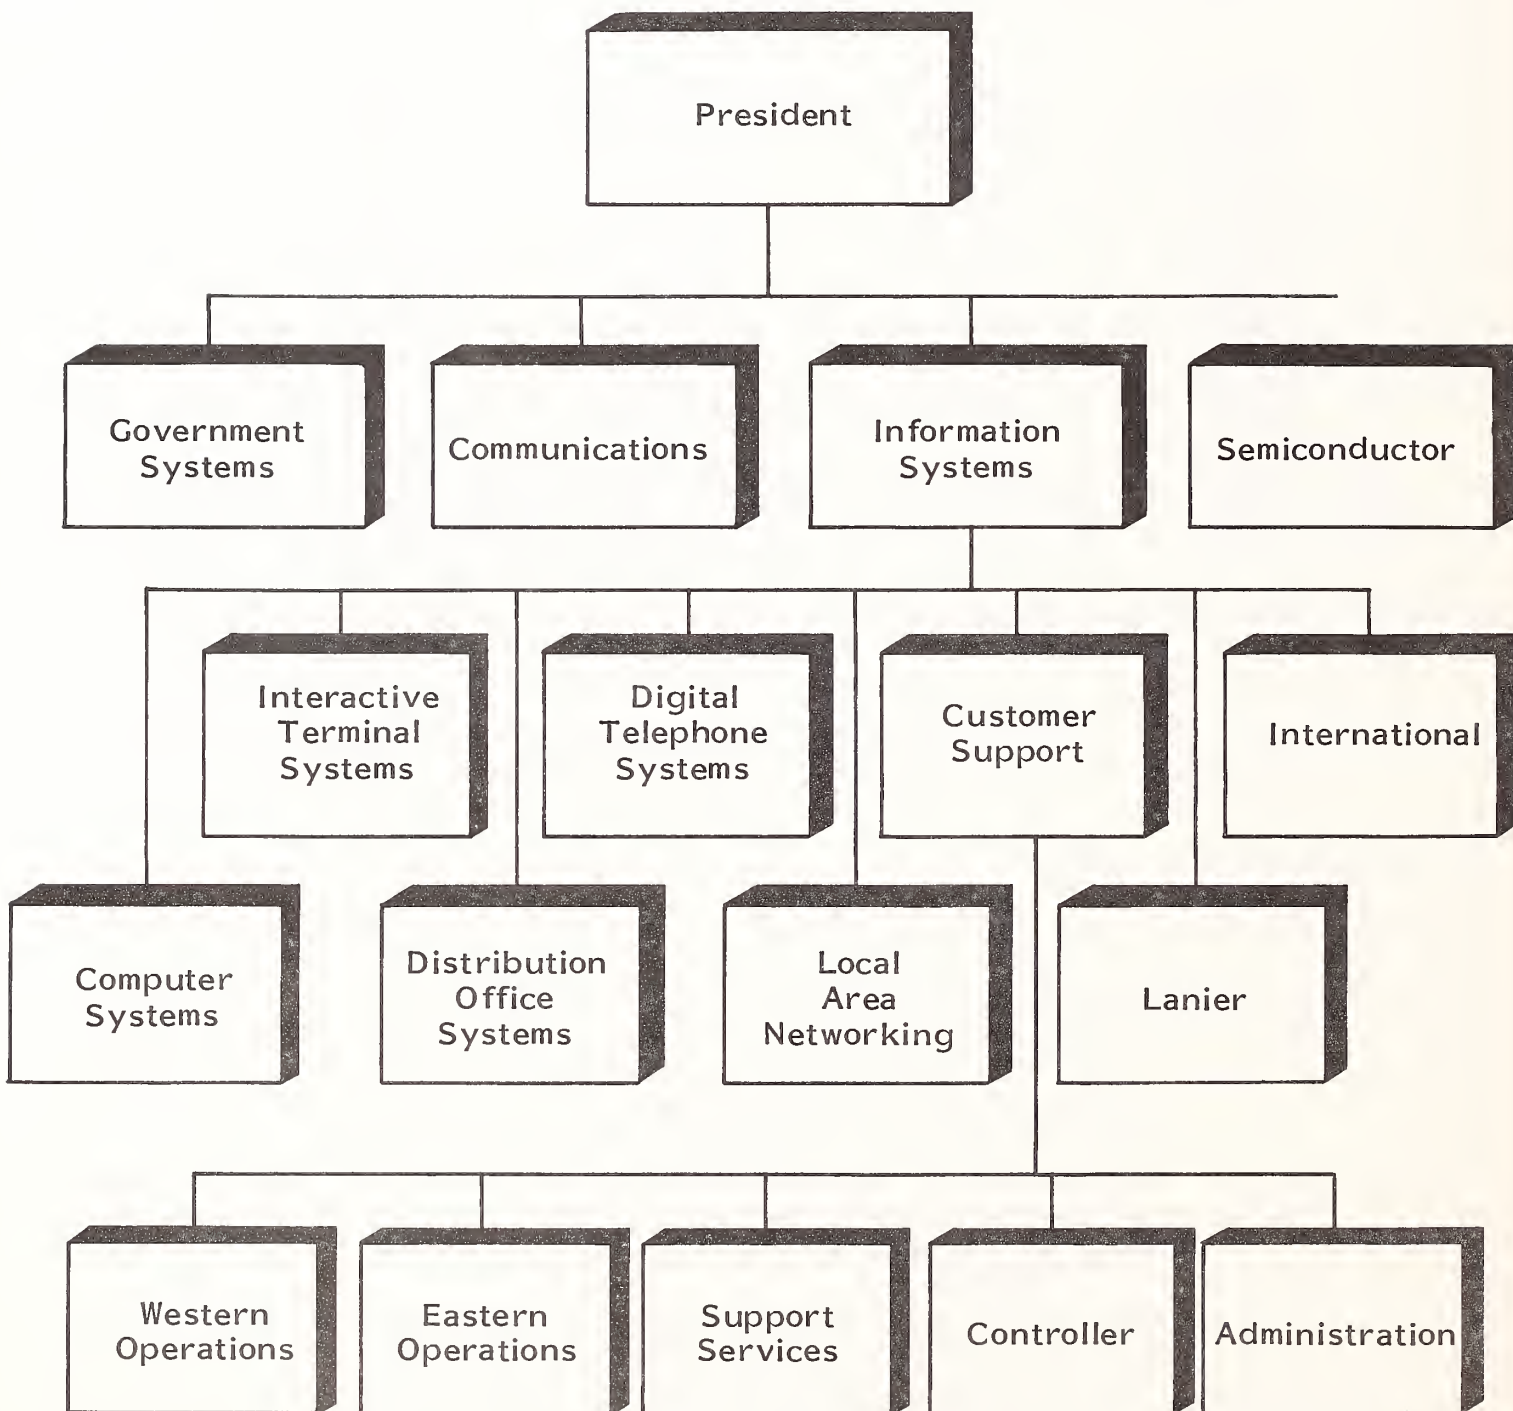 President
Government
Systems
Communications
Information
Systems
Semiconductor
Interactive
Terminal
Systems
Digital
Telephone
Systems
Customer
Support
International
Computer
Systems
Distribution
Office
Systems
Local
Area
Networking
Lanier
Western
Operations
Eastern
Operations
Support
Services
Controller
Administration